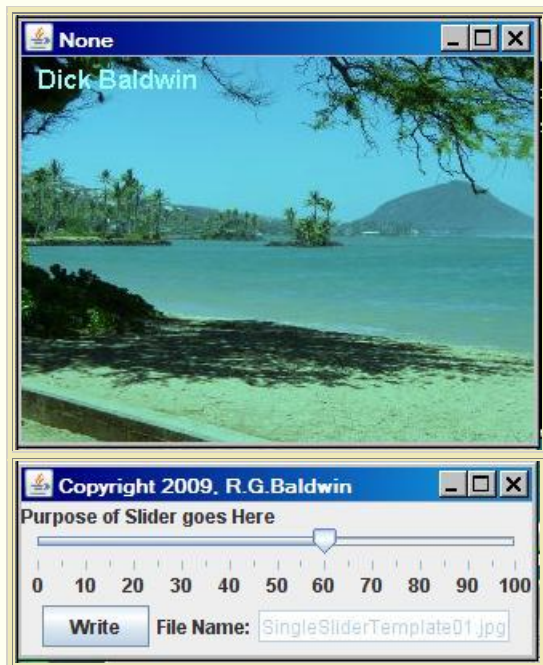 None
Dick Baldwin
Copyright 2009, R.G.Baldwin
Purpose of Slider goes Here
0 10 20 30 40 50 60 70 80 90 100
Write File Name: SingleSliderTemplate01.jpg